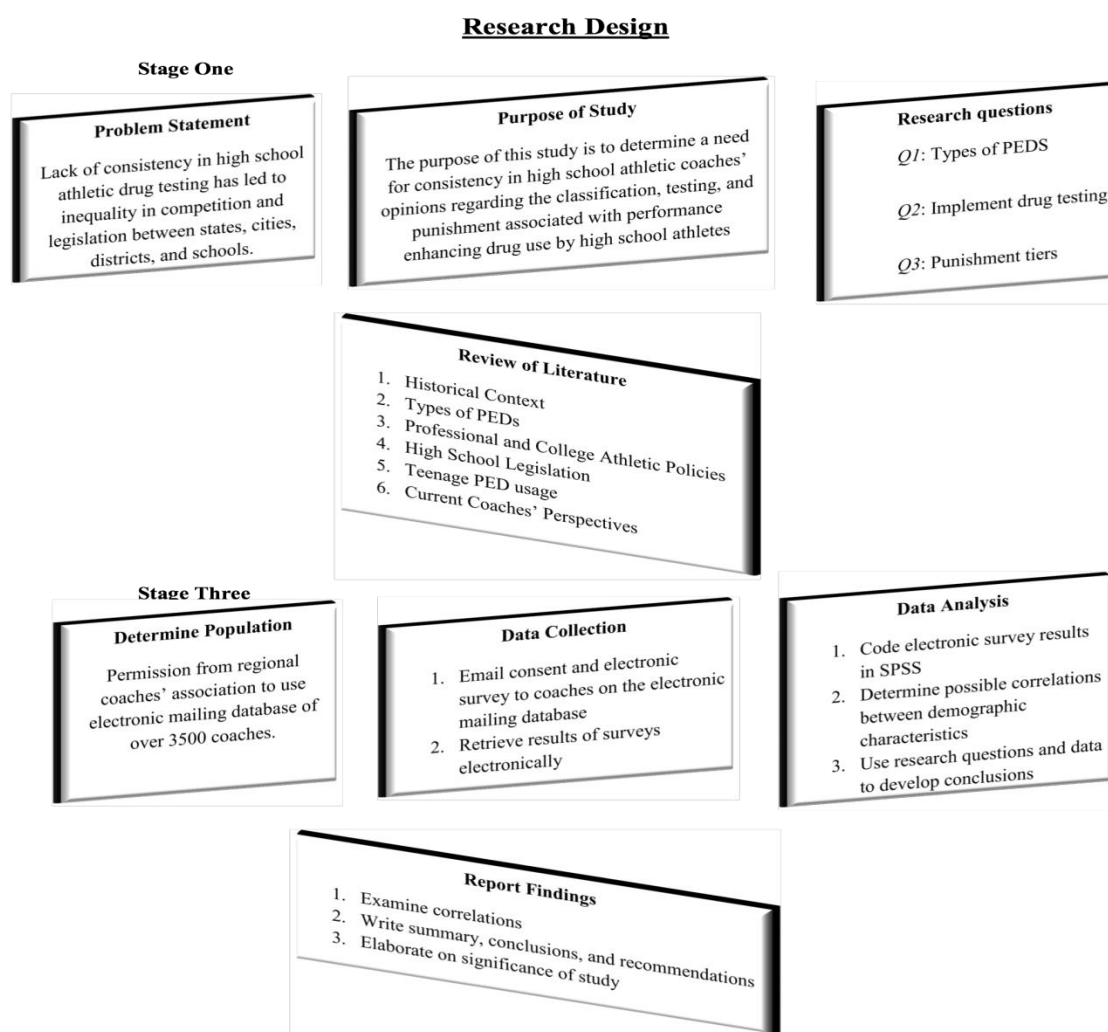 Research Design
Stage One
Problem Statement
Lack of consistency in high school
athletic drug testing has led to
inequality in competition and
legislation between states, cities,
districts, and schools.
Purpose of Study
The purpose of this study is to determine a need
for consistency in high school athletic coaches’
opinions regarding the classification, testing, and
punishment associated with performance
enhancing drug use by high school athletes
Research questions
Q1: Types of PEDS
Q2: Implement drug testing
Q3: Punishment tiers
Review of Literature
1. Historical Context
2. Types of PEDs
3. Professional and College Athletic Policies
4. High School Legislation
5. Teenage PED usage
6. Current Coaches’ Perspectives
Stage Three
Determine Population
Permission from regional
coaches’ association to use
electronic mailing database of
over 3500 coaches.
Data Collection
1. Email consent and electronic
survey to coaches on the electronic
mailing database
2. Retrieve results of surveys
electronically
Data Analysis
1. Code electronic survey results
in SPSS
2. Determine possible correlations
between demographic
characteristics
3. Use research questions and data
to develop conclusions
Report Findings
1. Examine correlations
2. Write summary, conclusions, and recommendations
3. Elaborate on significance of study